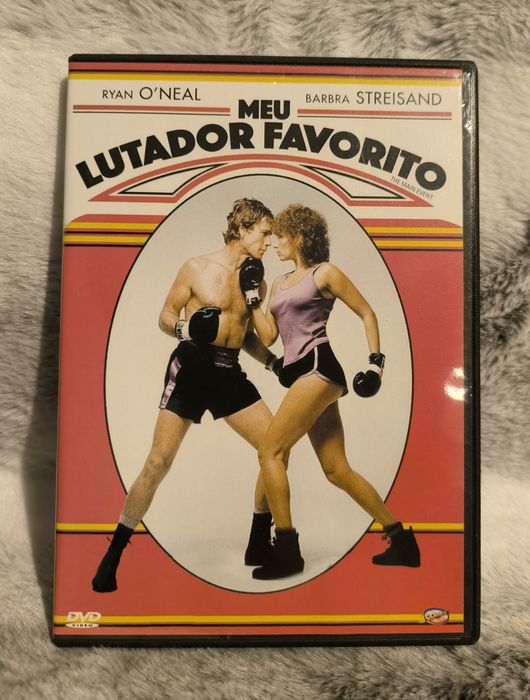 RYAN O'NEAL
BARBRA STREISAND
MEU
LUTADOR FAVORITO
THE MAIN EVENT
DVD
VIDEO